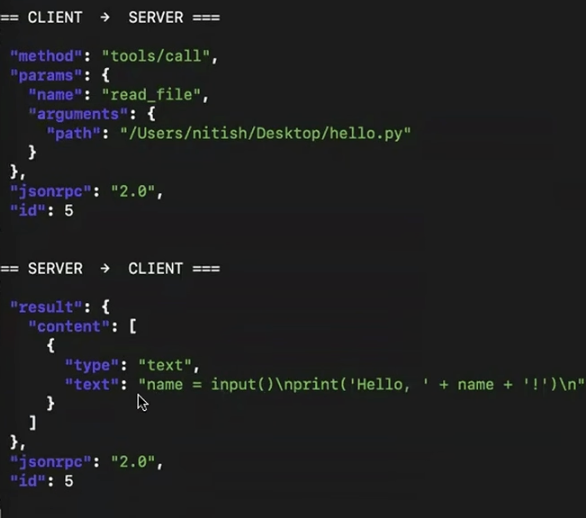 == CLIENT → SERVER ===
"method": "tools/call",
"params": {
"name": "read_file",
"arguments": {
"path": "/Users/nitish/Desktop/hello.py"
}
},
"jsonrpc": "2.0",
"id": 5
== SERVER → CLIENT ===
"result": {
"content": [
{
"type": "text",
"text": "name = input()\nprint('Hello, ' + name + '!')\n"
}
]
},
"jsonrpc": "2.0",
"id": 5